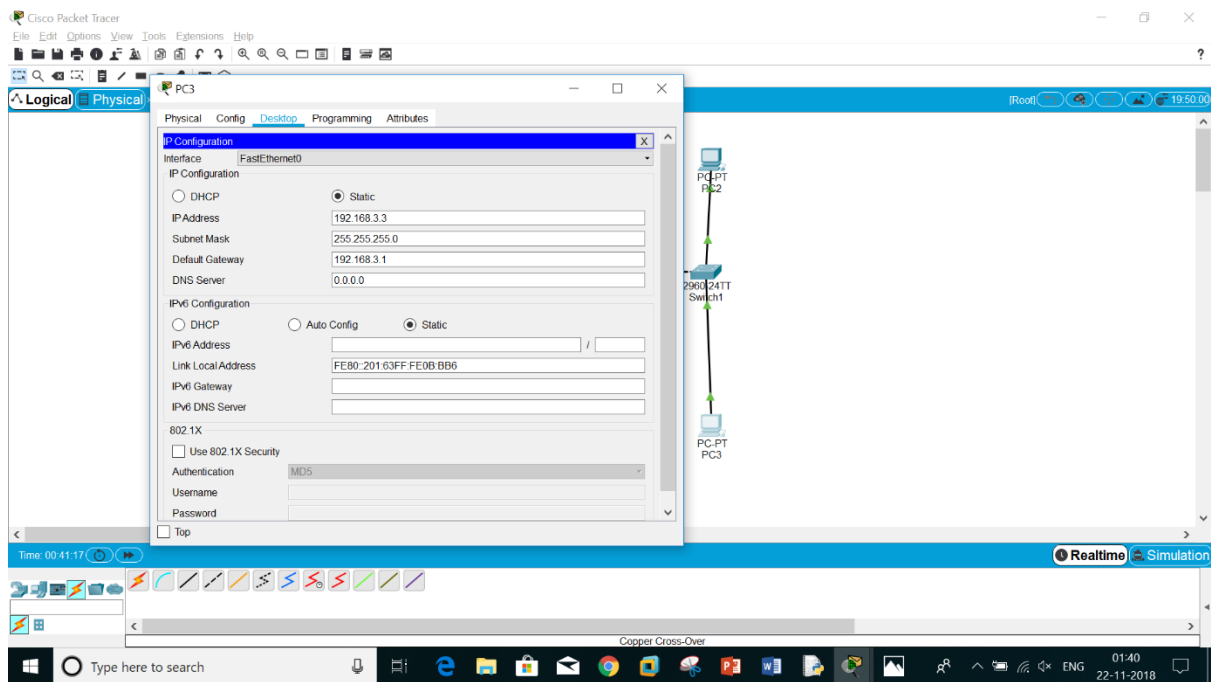 Cisco Packet Tracer
File Edit Options View Tools Extensions Help
?
Logical Physical [Root] 19:50:00
PC3
Physical Config Desktop Programming Attributes
IP Configuration X
Interface FastEthernet0
IP Configuration
DHCP Static
IP Address 192.168.3.3
Subnet Mask 255.255.255.0
Default Gateway 192.168.3.1
DNS Server 0.0.0.0
IPv6 Configuration
DHCP Auto Config Static
IPv6 Address /
Link Local Address FE80::201:63FF:FE0B:BB6
IPv6 Gateway
IPv6 DNS Server
802.1X
Use 802.1X Security
Authentication MD5
Username
Password
Top
PC-PT
PC2
2960-24TT
Switch1
PC-PT
PC3
Time: 00:41:17 Realtime Simulation
Copper Cross-Over
Type here to search ENG 01:40
22-11-2018